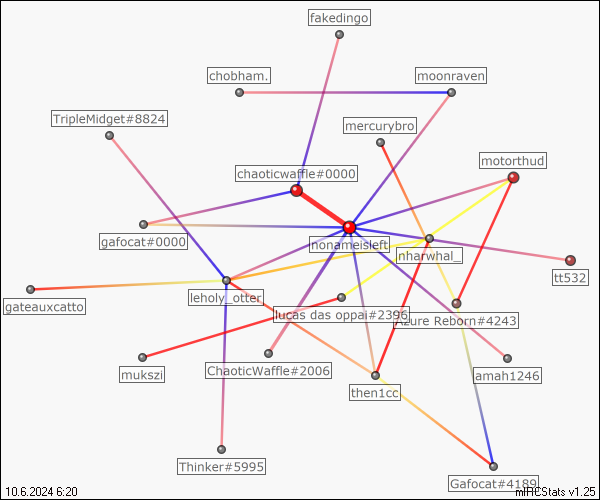 fakedingo
chobham.
moonraven
TripleMidget#8824
mercurybro
motorthud
chaoticwaffle#0000
gafocat#0000
nonameisleft
nharwhal_
tt532
gateauxcatto
leholy_otter_
lucas das oppai#2396
Azure Reborn#4243
mukszi
ChaoticWaffle#2006
then1cc
Thinker#5995
Gafocat#4189
10.6.2024 6:20
mIRCStats v1.25